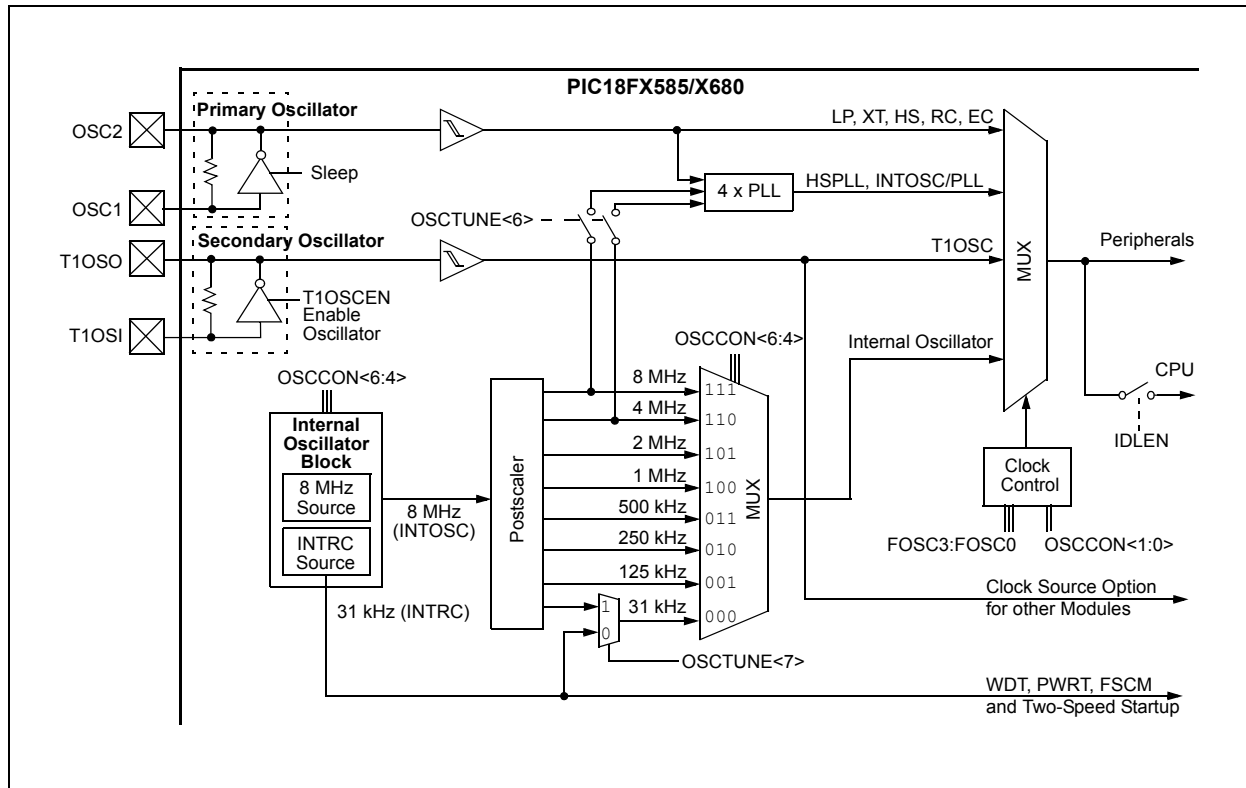 PIC18FX585/X680
Primary Oscillator
OSC2
Sleep
OSC1
LP, XT, HS, RC, EC
4 x PLL
HSPLL, INTOSC/PLL
OSCTUNE<6>
Secondary Oscillator
T1OSO
T1OSC
T1OSCEN
Enable
Oscillator
T1OSI
MUX
Peripherals
Internal Oscillator
CPU
IDLEN
Clock
Control
FOSC3:FOSC0
OSCCON<1:0>
OSCCON<6:4>
Internal
Oscillator
Block
8 MHz
Source
INTRC
Source
8 MHz
(INTOSC)
31 kHz (INTRC)
Postscaler
OSCCON<6:4>
8 MHz
111
4 MHz
110
2 MHz
101
1 MHz
100
500 kHz
011
250 kHz
010
125 kHz
001
1
0
31 kHz
000
MUX
OSCTUNE<7>
Clock Source Option
for other Modules
WDT, PWRT, FSCM
and Two-Speed Startup